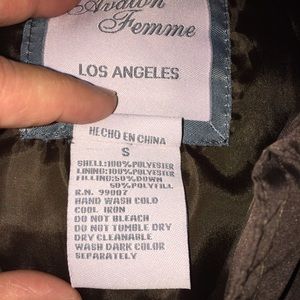 Avalon
Femme
LOS ANGELES
HECHO EN CHINA
S
SHELL:100%POLYESTER
LINING:100%POLYESTER
FILLING:50%DOWN
50%POLYFILL
R.N. 99007
HAND WASH COLD
COOL IRON
DO NOT BLEACH
DO NOT TUMBLE DRY
DRY CLEANABLE
WASH DARK COLOR
SEPARATELY